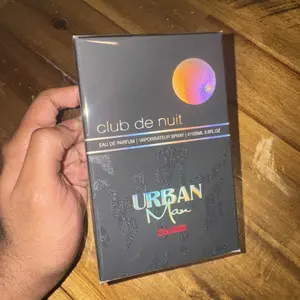 club de nuit
EAU DE PARFUM | VAPORISATEUR SPRAY | ℮105ML 3.6FL.OZ
URBAN
Man